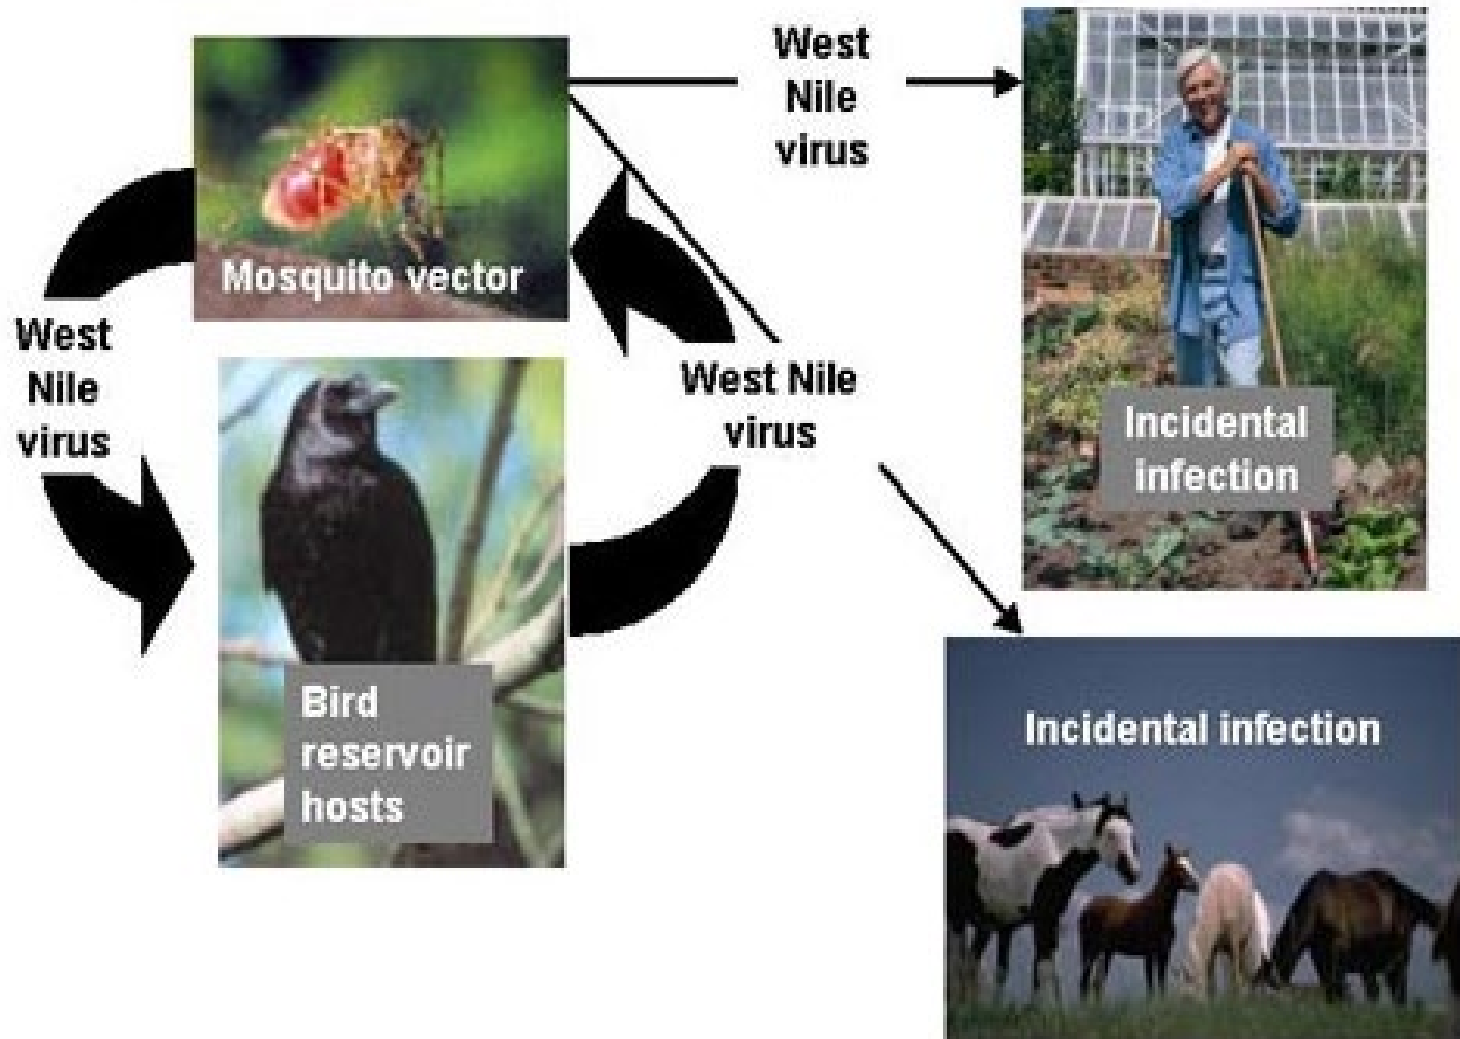 West
Nile
virus
Mosquito vector
West
Nile
virus
West Nile
virus
Incidental
infection
Bird
reservoir
hosts
Incidental infection